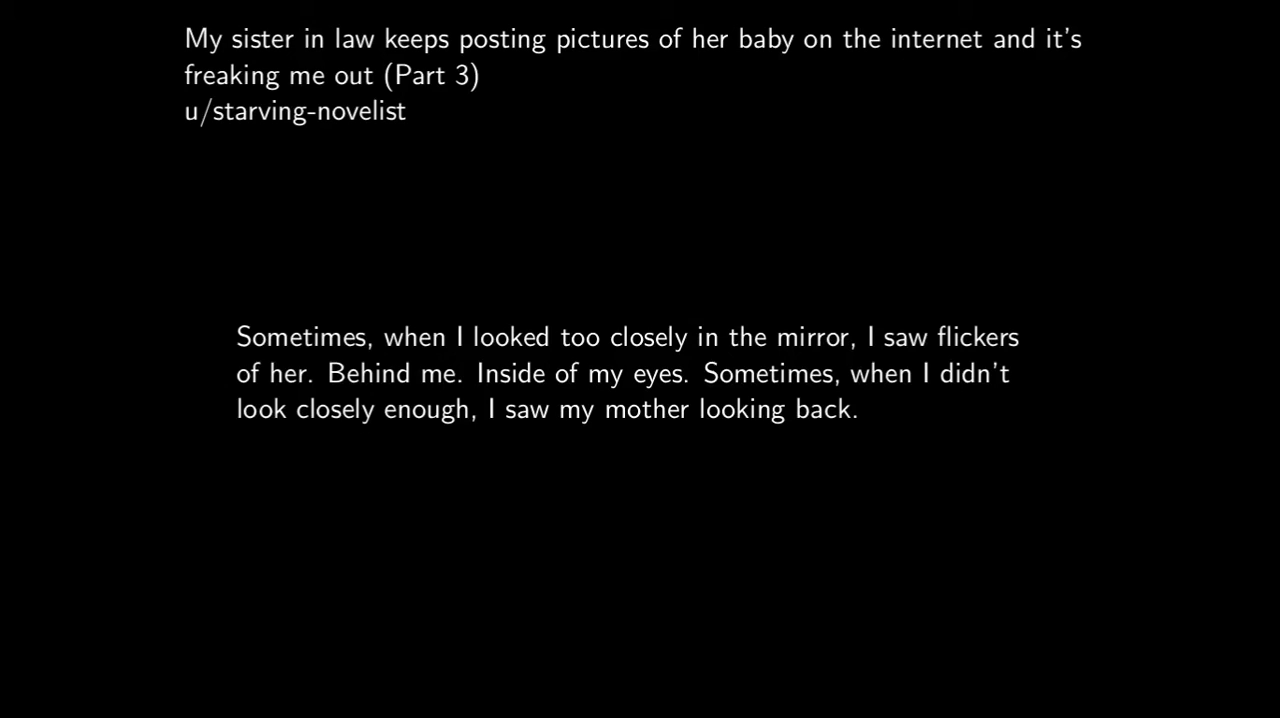 My sister in law keeps posting pictures of her baby on the internet and it's
freaking me out (Part 3)
u/starving-novelist
Sometimes, when I looked too closely in the mirror, I saw flickers
of her. Behind me. Inside of my eyes. Sometimes, when I didn't
look closely enough, I saw my mother looking back.